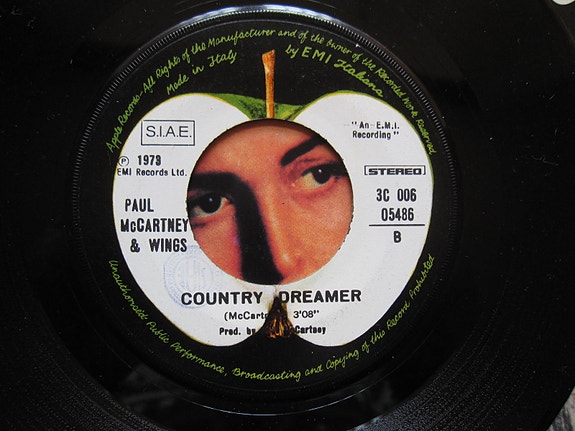 Apple Records-All Rights of the Manufacturer and of the Owner of the Recorded Work Reserved
Made in Italy
by EMI Italiana
S.I.A.E.
"An E.M.I.
Recording"
Ⓟ 1973
EMI Records Ltd.
STEREO
3C 006
05486
B
PAUL
McCARTNEY
& WINGS
COUNTRY DREAMER
(McCart 3'08"
Prod. by Cartney
Unauthorized Public Performance, Broadcasting and Copying of this Record Prohibited